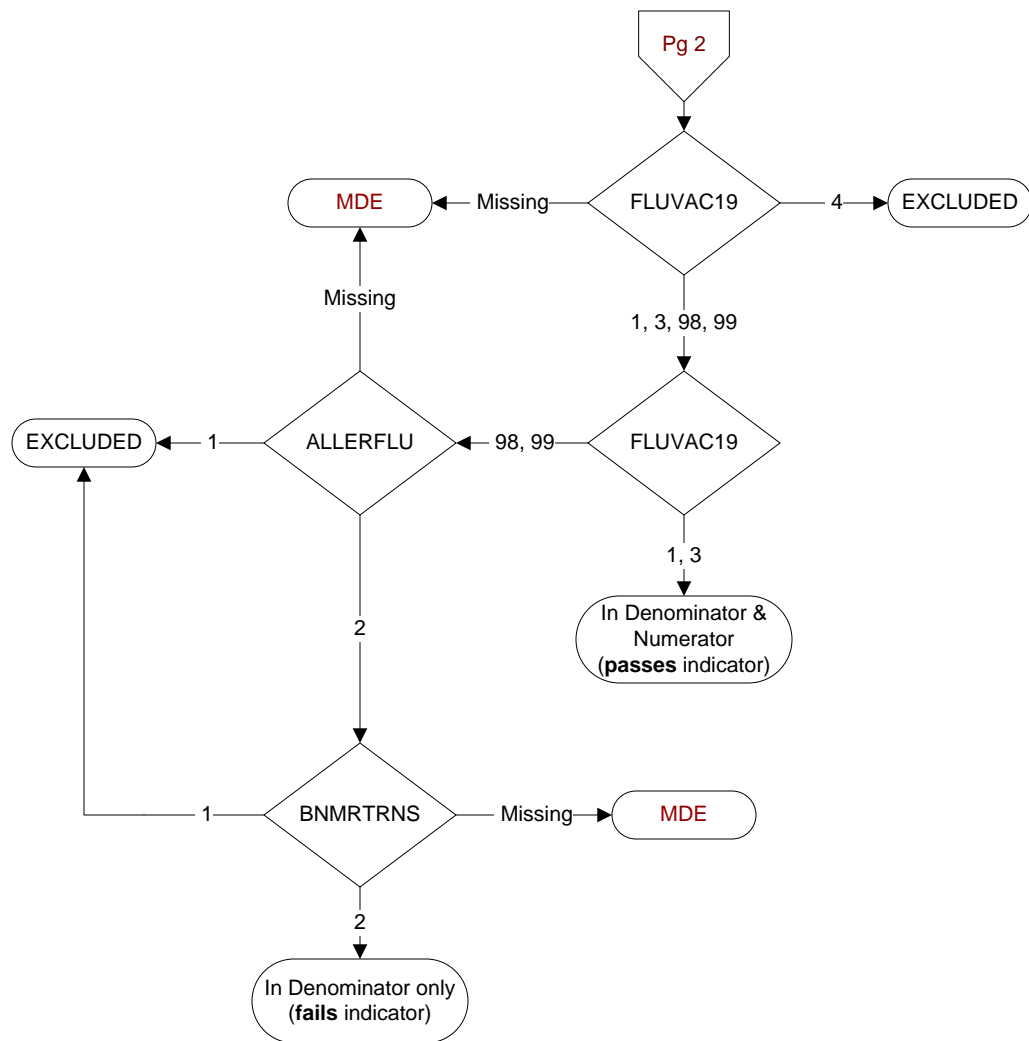 Pg 2
MDE
Missing
FLUVAC19
4
EXCLUDED
Missing
1, 3, 98, 99
EXCLUDED
1
ALLERFLU
98, 99
FLUVAC19
1, 3
2
In Denominator &
Numerator
(passes indicator)
1
BNMRTRNS
Missing
MDE
2
In Denominator only
(fails indicator)